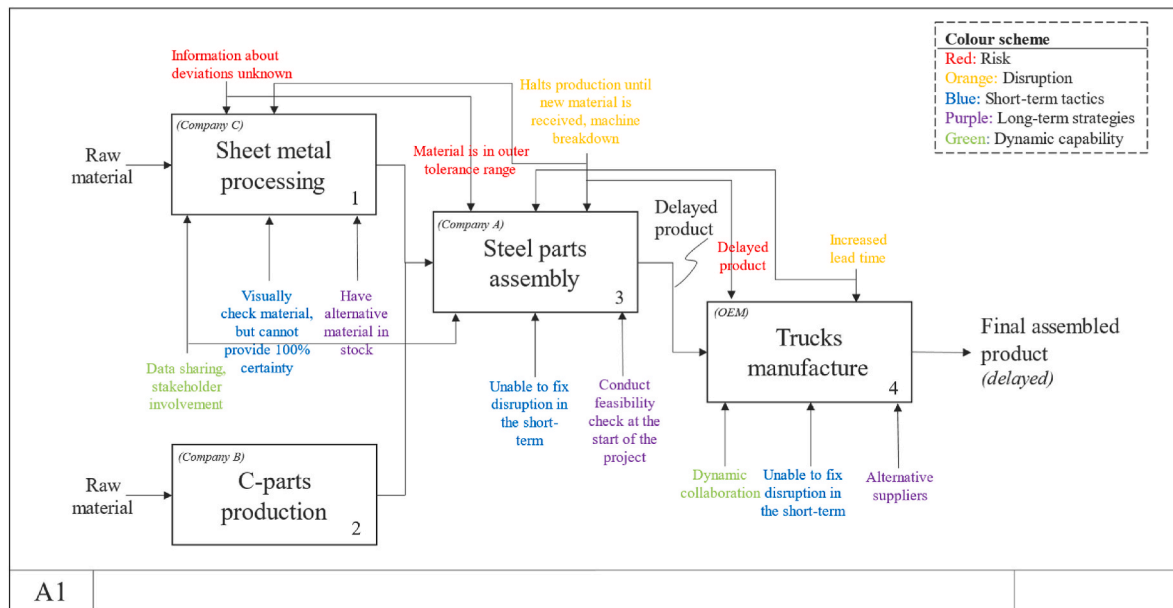 Colour scheme
Red: Risk
Orange: Disruption
Blue: Short-term tactics
Purple: Long-term strategies
Green: Dynamic capability
Information about
deviations unknown
Halts production until
new material is
received, machine
breakdown
(Company C)
Sheet metal
processing
1
Raw
material
Material is in outer
tolerance range
(Company A)
Steel parts
assembly
3
Delayed
product
Delayed
product
Increased
lead time
(OEM)
Trucks
manufacture
4
Final assembled
product
(delayed)
Visually
check material,
but cannot
provide 100%
certainty
Have
alternative
material in
stock
Data sharing,
stakeholder
involvement
Unable to fix
disruption in
the short-
term
Conduct
feasibility
check at the
start of the
project
Dynamic
collaboration
Unable to fix
disruption in
the short-term
Alternative
suppliers
(Company B)
C-parts
production
2
Raw
material
A1